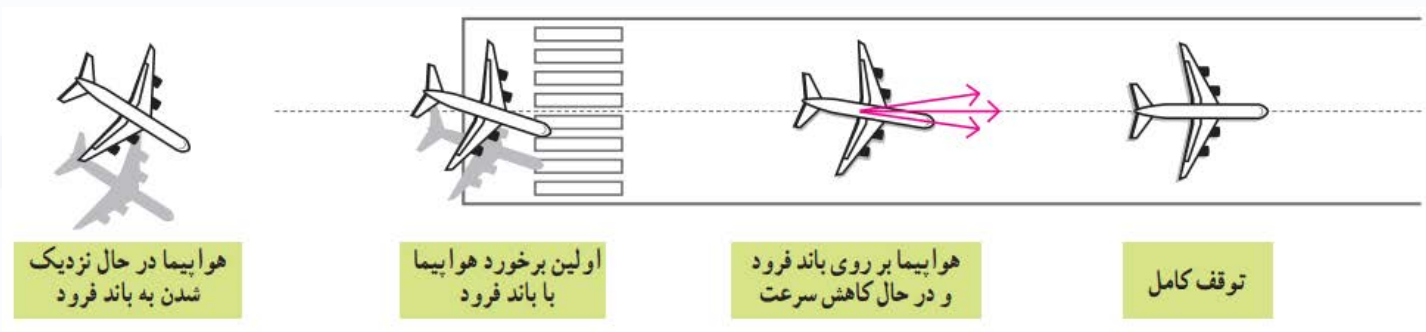 هواپیما در حال نزدیک
شدن به باند فرود
اولین برخورد هواپیما
با باند فرود
هواپیما بر روی باند فرود
و در حال کاهش سرعت
توقف کامل